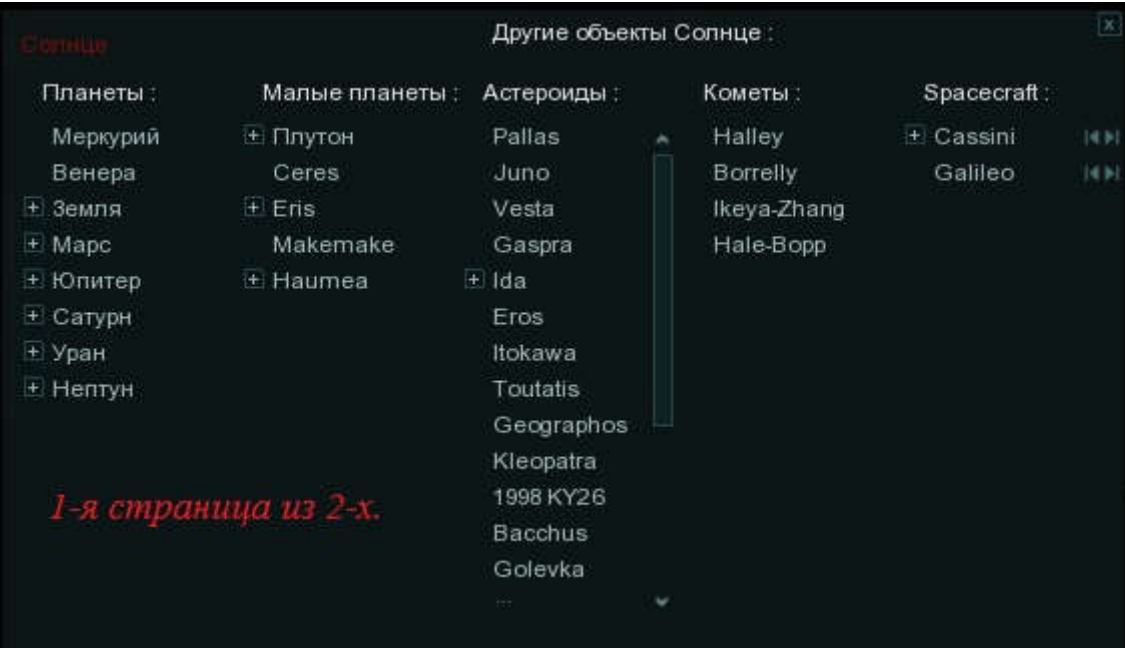 Солнце
Другие объекты Солнце :
Планеты :
Меркурий
Венера
Земля
Марс
Юпитер
Сатурн
Уран
Нептун
Малые планеты :
Плутон
Ceres
Eris
Makemake
Haumea
Астероиды :
Pallas
Juno
Vesta
Gaspra
Ida
Eros
Itokawa
Toutatis
Geographos
Kleopatra
1998 KY26
Bacchus
Golevka
...
Кометы :
Halley
Borrelly
Ikeya-Zhang
Hale-Bopp
Spacecraft :
Cassini
Galileo
1-я страница из 2-х.